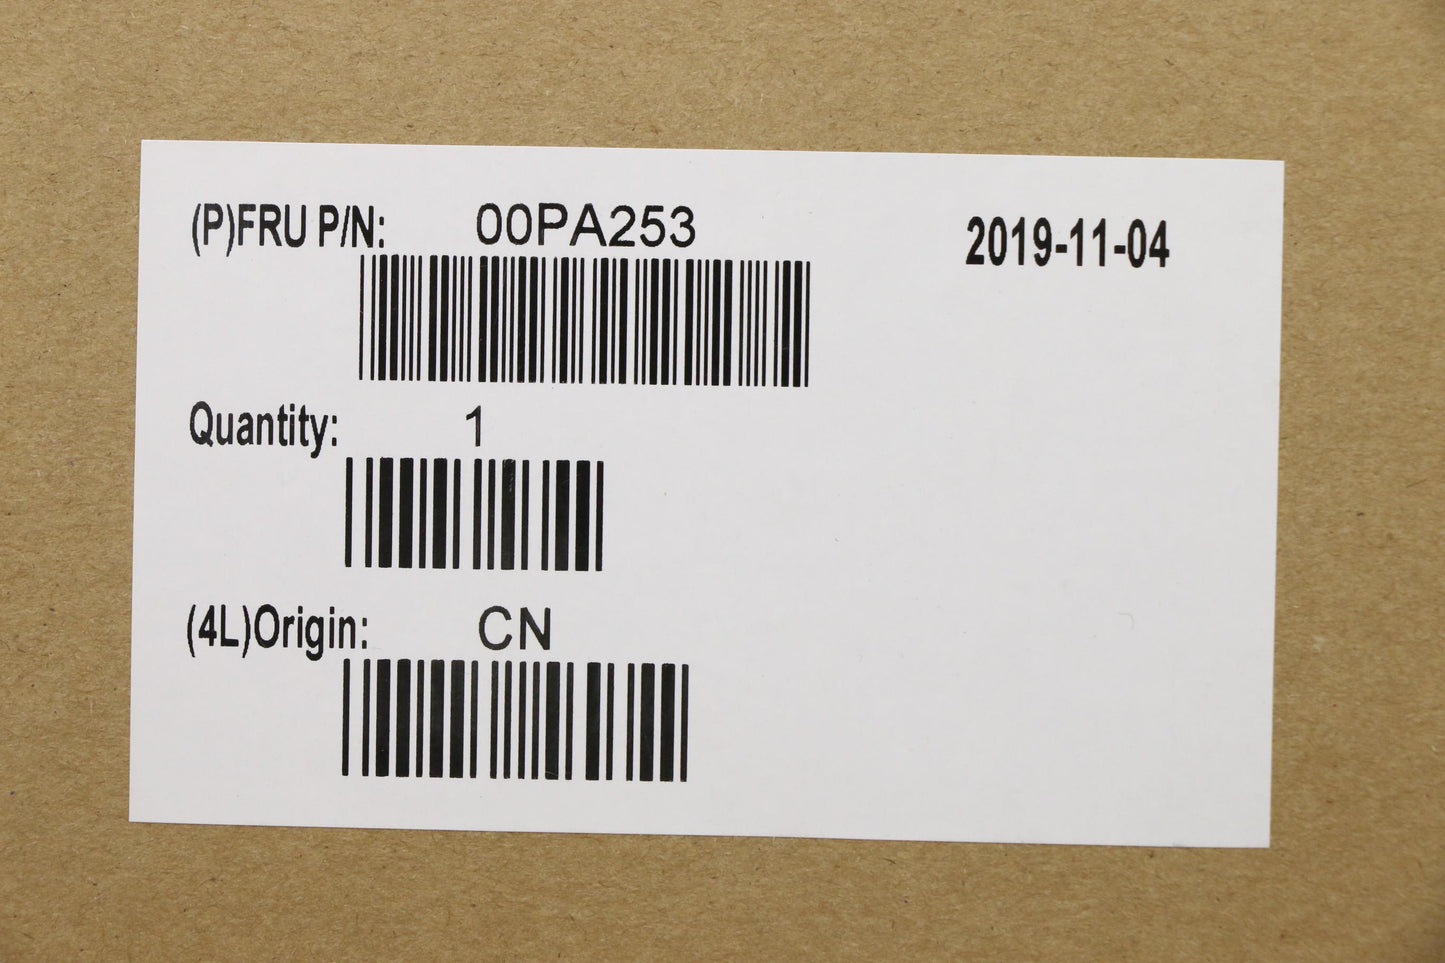 (P)FRU P/N: 00PA253 2019-11-04
Quantity: 1
(4L)Origin: CN